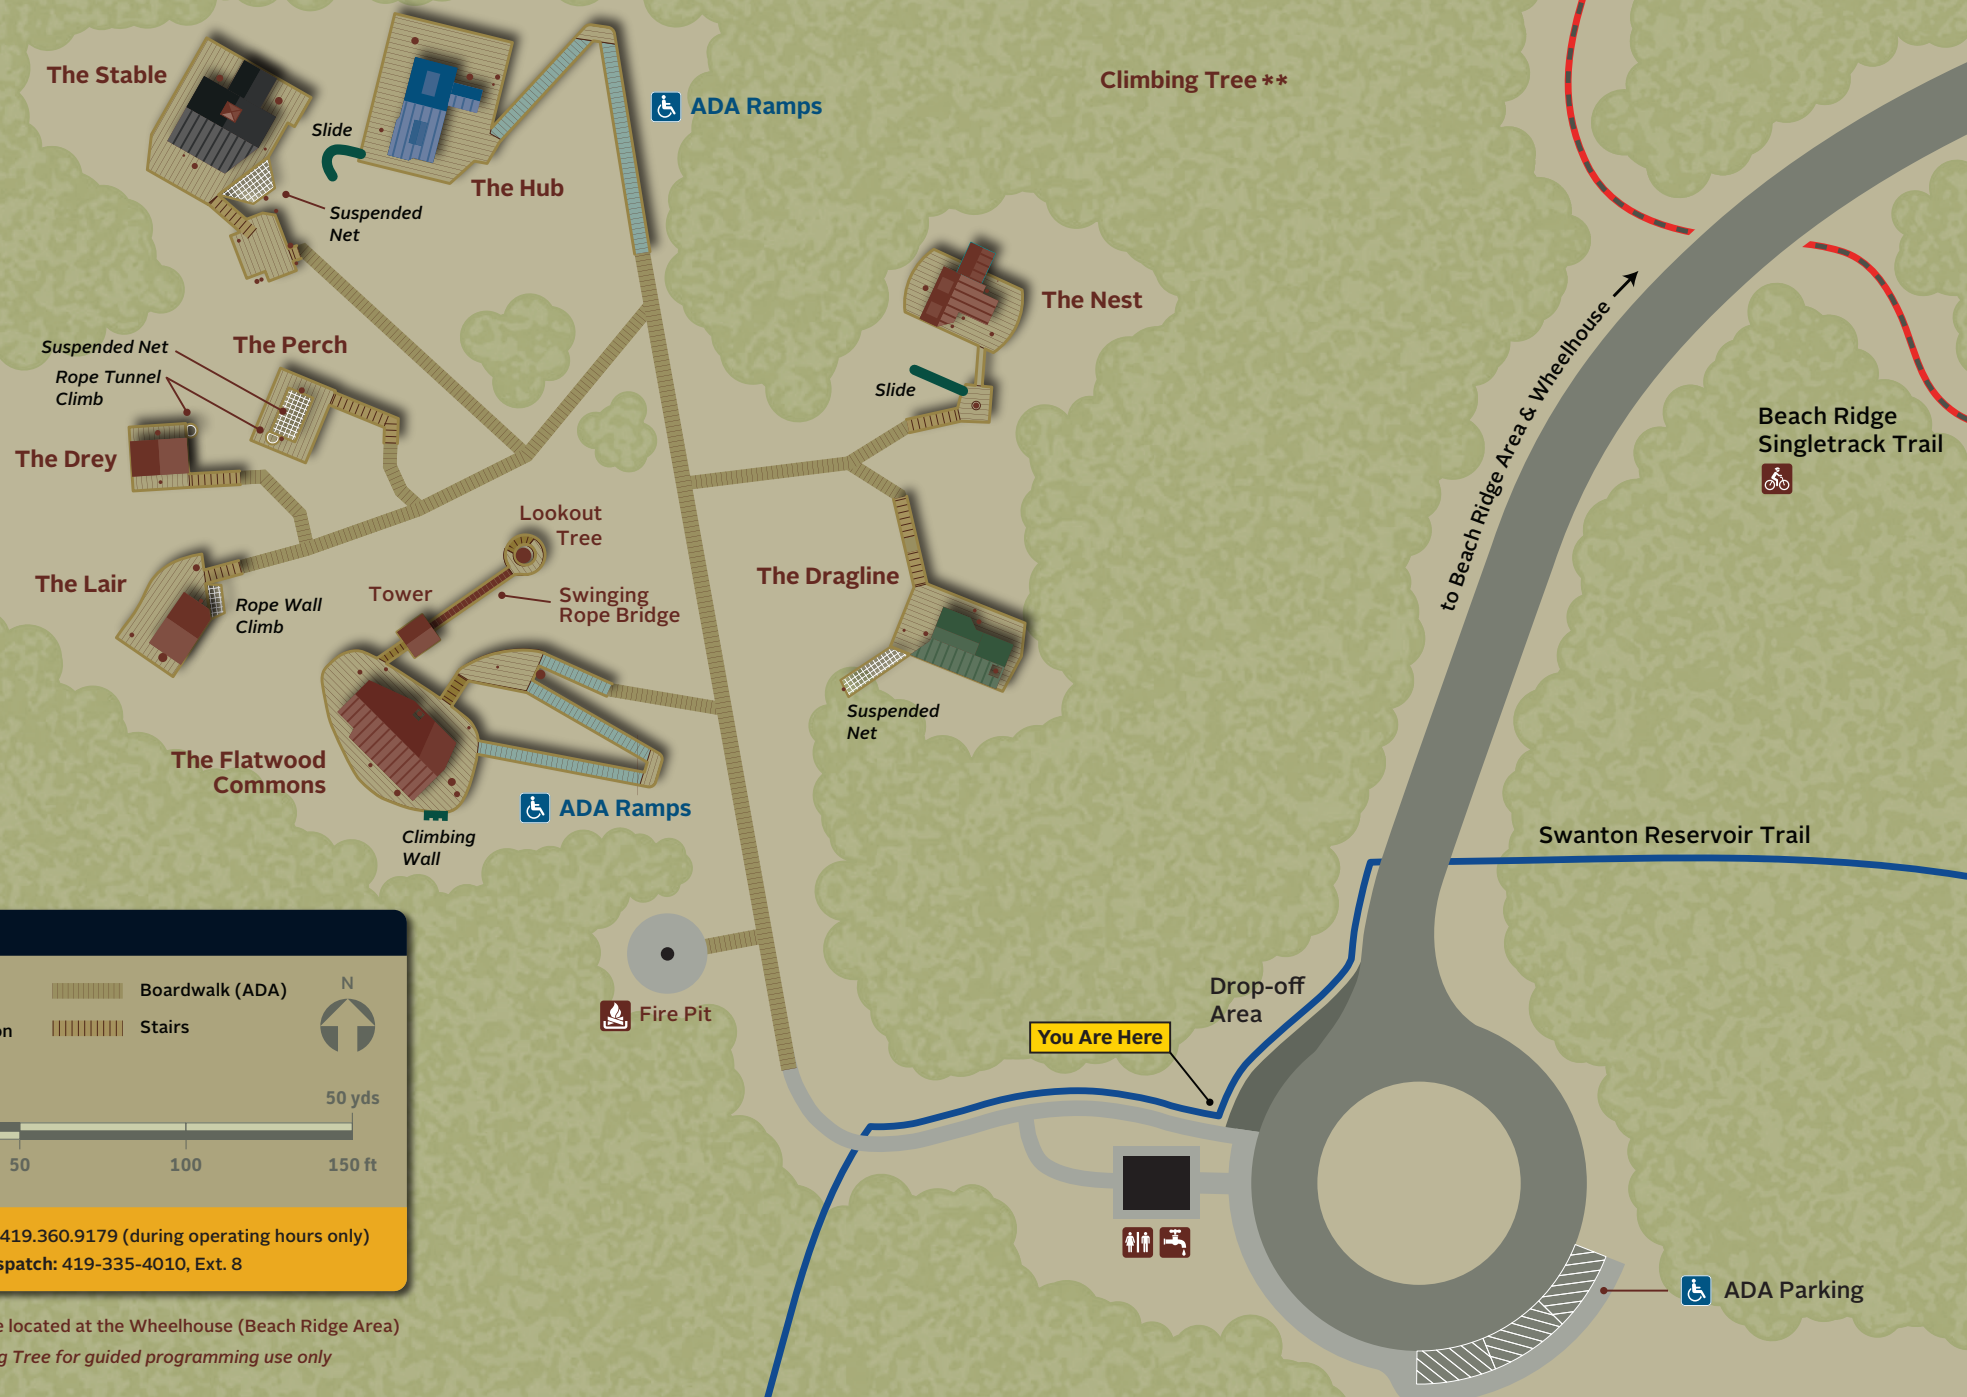 The Stable
Slide
The Hub
ADA Ramps
Climbing Tree **
Suspended
Net
The Nest
Slide
Suspended Net
Rope Tunnel
Climb
The Perch
The Drey
to Beach Ridge Area & Wheelhouse
Beach Ridge
Singletrack Trail
Lookout
Tree
The Lair
Rope Wall
Climb
Tower
Swinging
Rope Bridge
The Dragline
Suspended
Net
The Flatwood
Commons
ADA Ramps
Climbing
Wall
Swanton Reservoir Trail
Fire Pit
Drop-off
Area
You Are Here
ADA Parking
Boardwalk (ADA)
N
on
Stairs
50 yds
50
100
150 ft
419.360.9179 (during operating hours only)
spatch: 419-335-4010, Ext. 8
e located at the Wheelhouse (Beach Ridge Area)
g Tree for guided programming use only